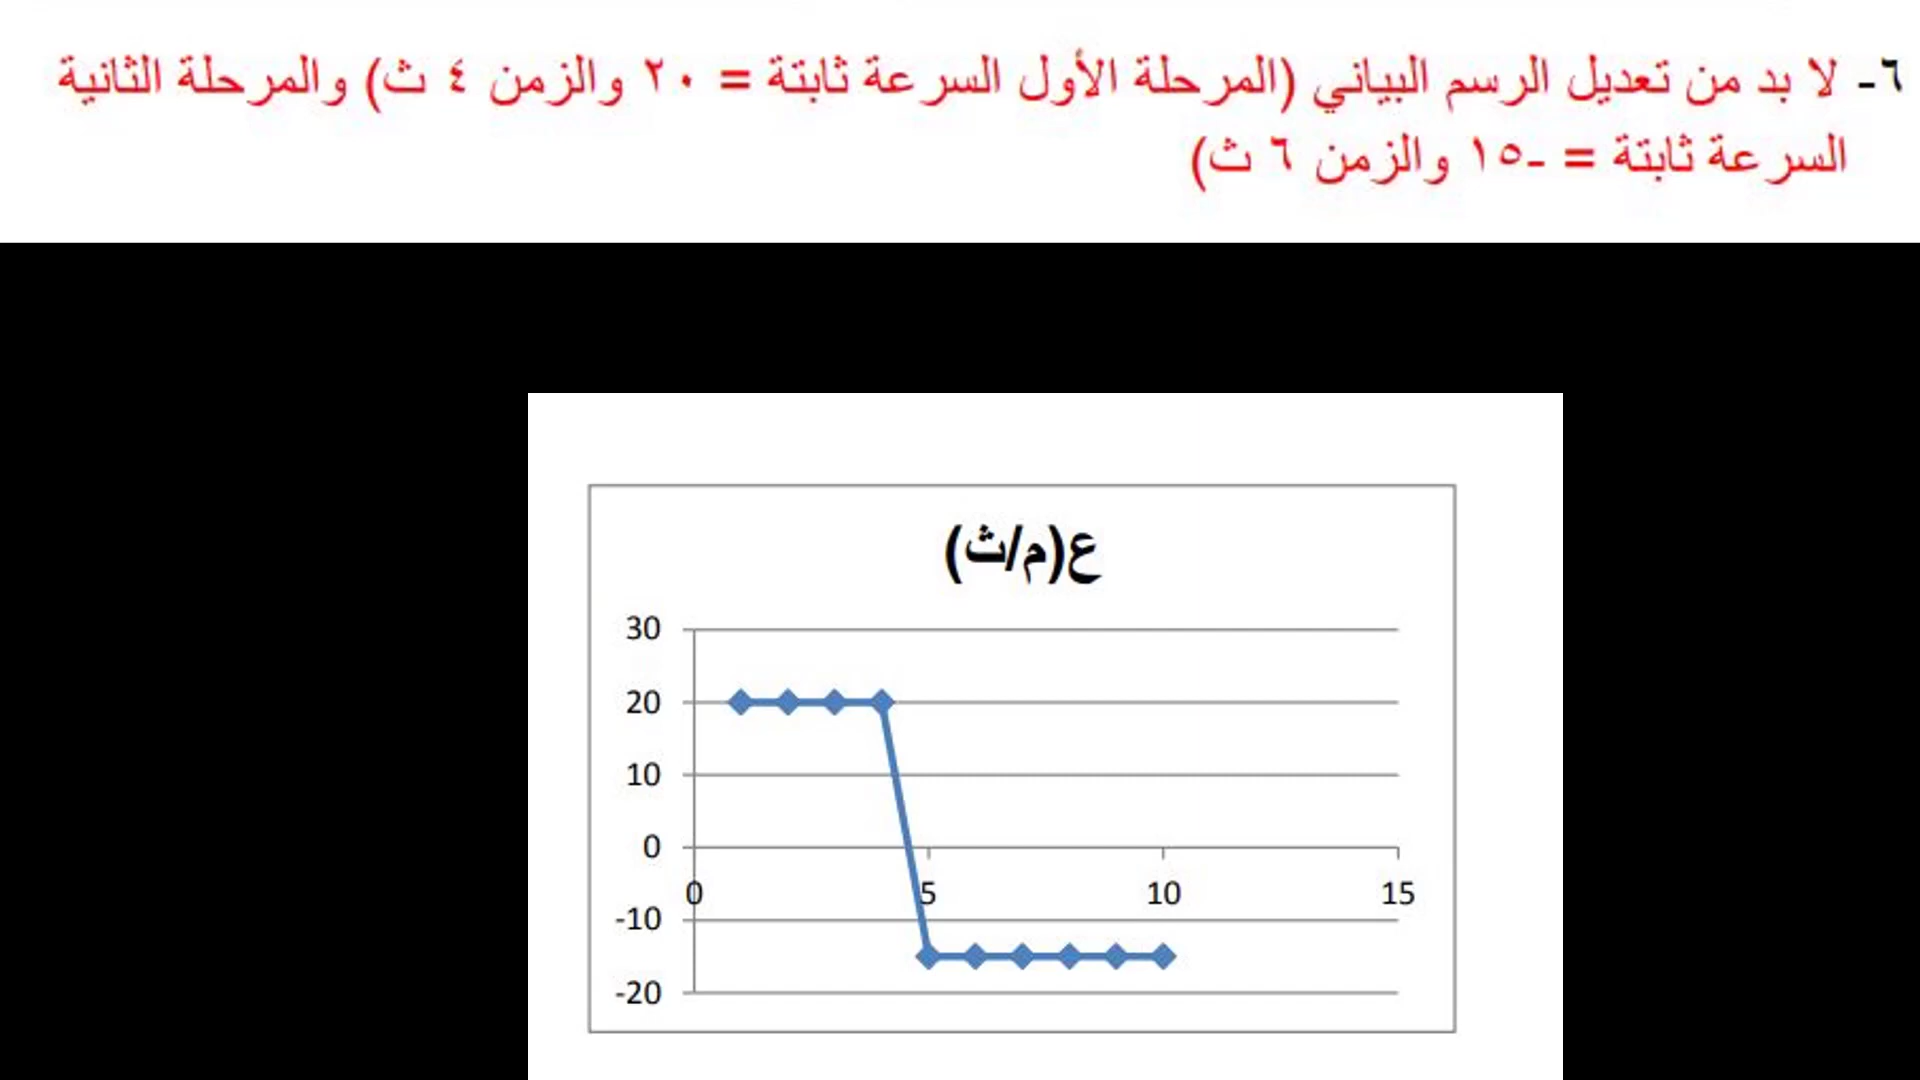 ٦- لا بد من تعديل الرسم البياني (المرحلة الأول السرعة ثابتة = ٢٠ والزمن ٤ ث) والمرحلة الثانية
السرعة ثابتة = -١٥ والزمن ٦ ث)
ع(م/ث)
30
20
10
0
0 5 10 15
-10
-20